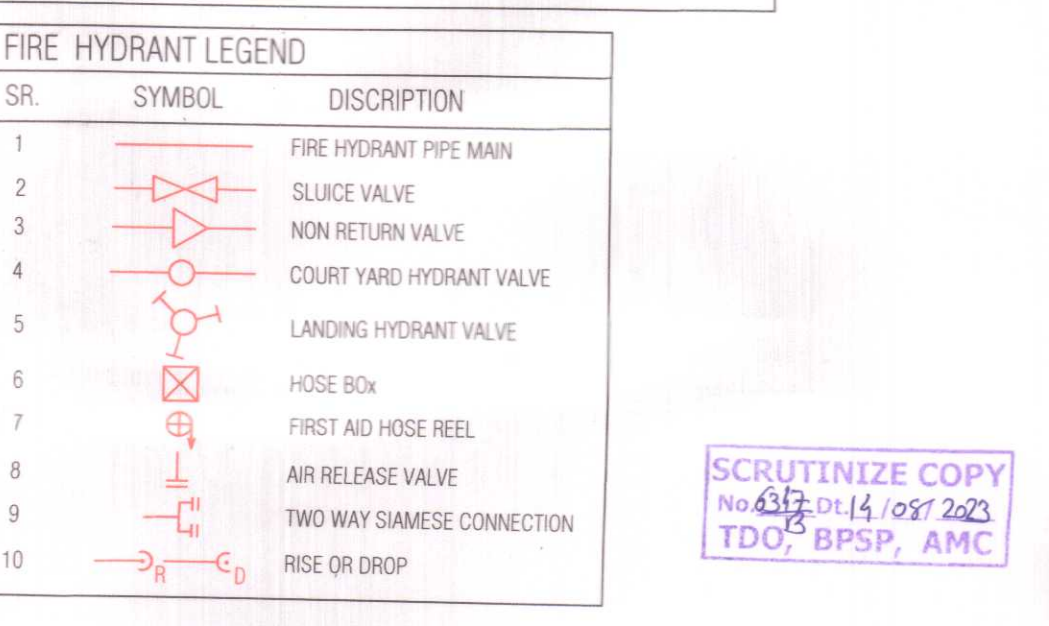 FIRE HYDRANT LEGEND
SR. SYMBOL DISCRIPTION
1 FIRE HYDRANT PIPE MAIN
2 SLUICE VALVE
3 NON RETURN VALVE
4 COURT YARD HYDRANT VALVE
5 LANDING HYDRANT VALVE
6 HOSE BOx
7 FIRST AID HOSE REEL
8 AIR RELEASE VALVE
9 TWO WAY SIAMESE CONNECTION
10 R D RISE OR DROP
SCRUTINIZE COPY
No. Dt. 14/08/2023
TDO, BPSP, AMC